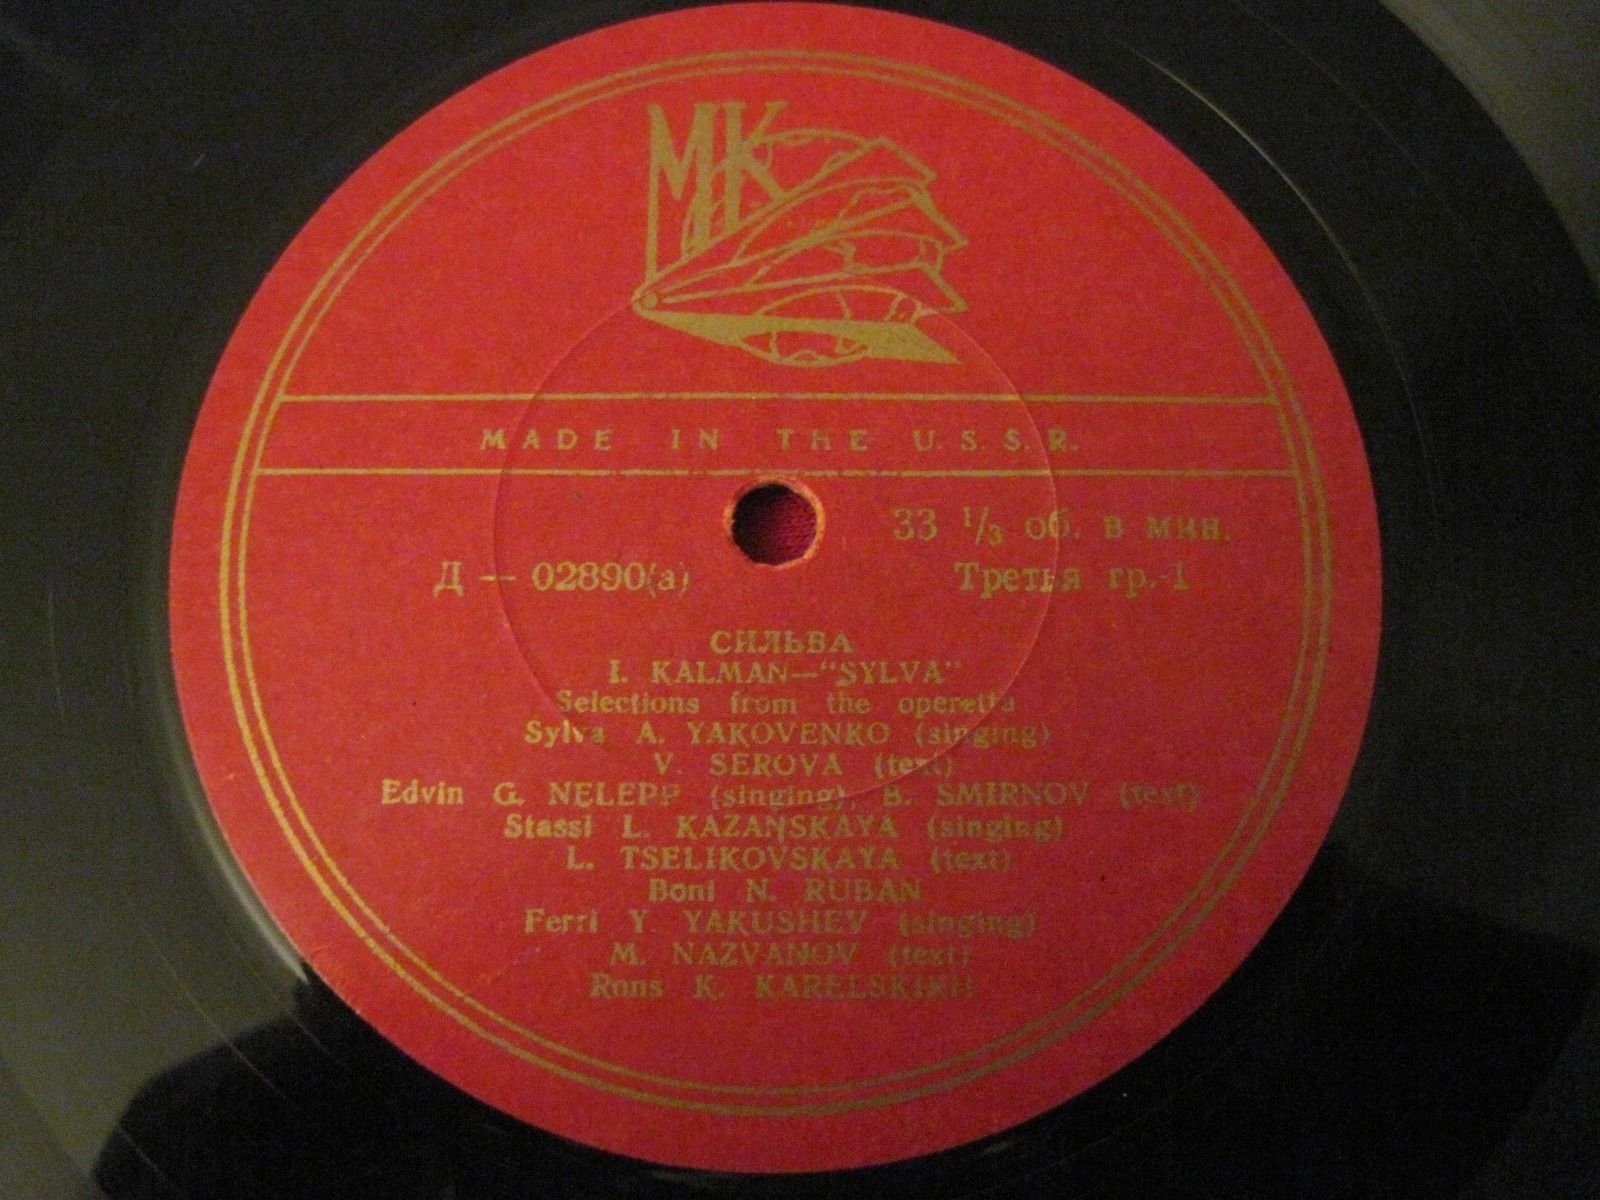 МК
MADE IN THE U.S.S.R.
33 1/3 об. в мин.
Д — 02890(а) Третья гр.-1
СИЛЬВА
I. KALMAN—"SYLVA"
Selections from the operetta
Sylva A. YAKOVENKO (singing)
V. SEROVA (text)
Edvin G. NELEPP (singing), B. SMIRNOV (text)
Stassi L. KAZANSKAYA (singing)
L. TSELIKOVSKAYA (text)
Boni N. RUBAN
Ferri Y. YAKUSHEV (singing)
M. NAZVANOV (text)
Rons K. KARELSKIKH